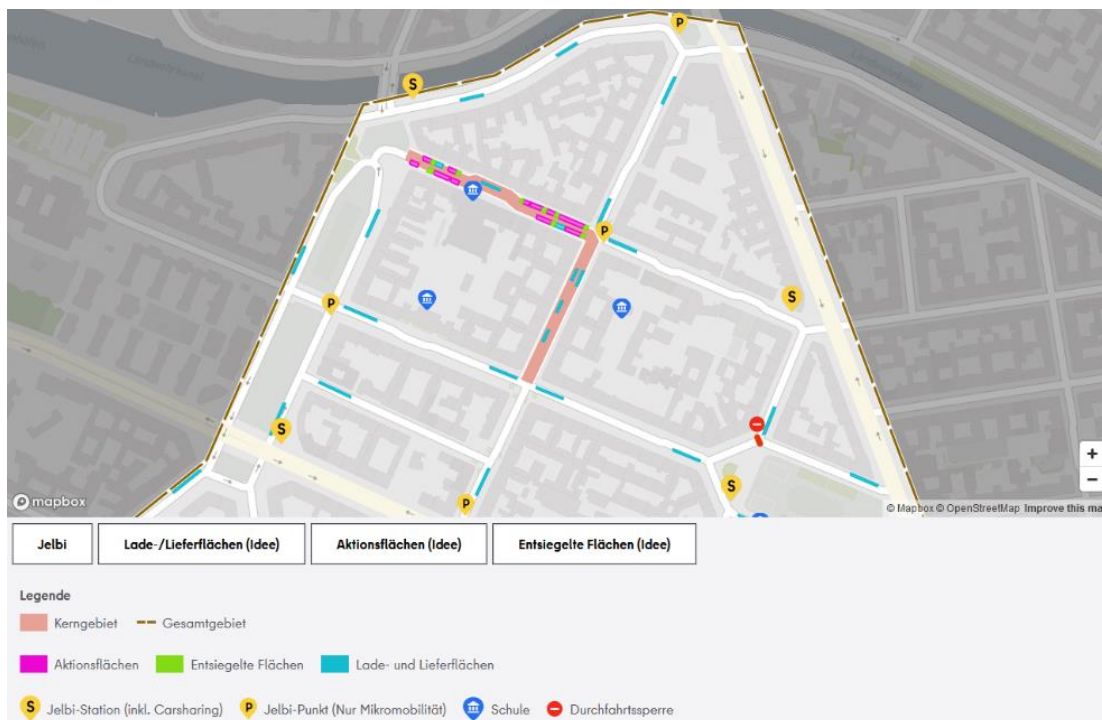 P
S
Landwehrkanal
P
P
S
S
P
S
+
−
mapbox
© Mapbox © OpenStreetMap Improve this ma
Jelbi
Lade-/Lieferflächen (Idee)
Aktionsflächen (Idee)
Entsiegelte Flächen (Idee)
Legende
Kerngebiet
Gesamtgebiet
Aktionsflächen
Entsiegelte Flächen
Lade- und Lieferflächen
S Jelbi-Station (inkl. Carsharing)
P Jelbi-Punkt (Nur Mikromobilität)
Schule
Durchfahrtssperre